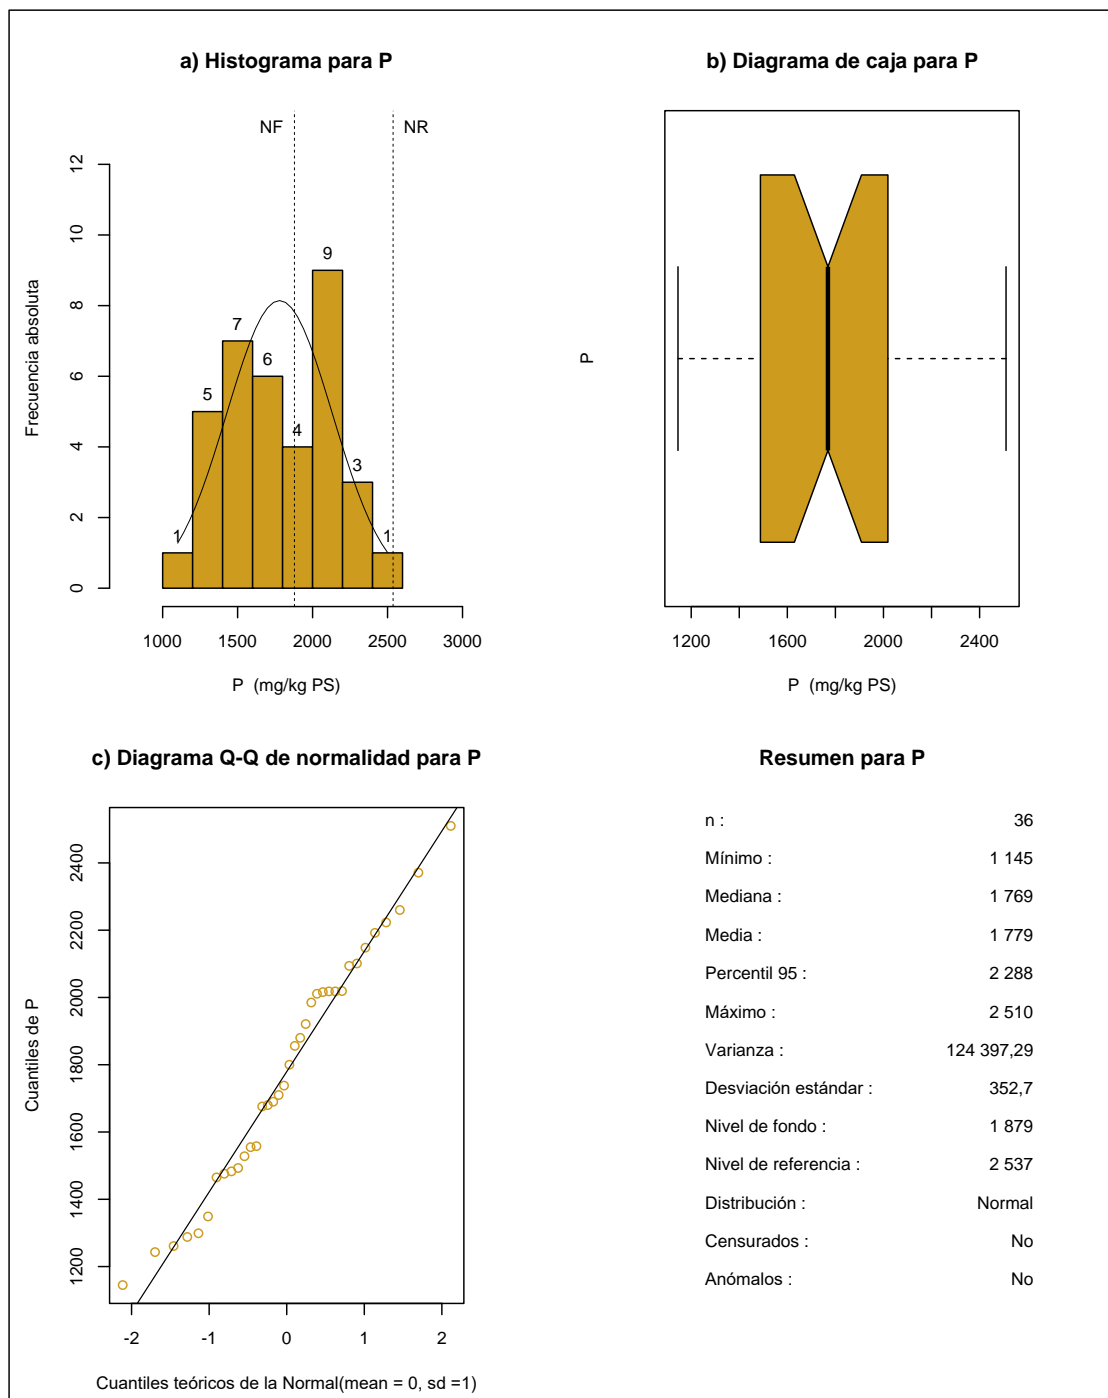 a) Histograma para P
NF
NR
Frecuencia absoluta
12
10
8
6
4
2
0
1
5
7
6
4
9
3
1
1000 1500 2000 2500 3000
P (mg/kg PS)
b) Diagrama de caja para P
P
1200 1600 2000 2400
P (mg/kg PS)
c) Diagrama Q-Q de normalidad para P
Cuantiles de P
2400
2200
2000
1800
1600
1400
1200
-2 -1 0 1 2
Cuantiles teóricos de la Normal(mean = 0, sd =1)
Resumen para P
n : 36
Mínimo : 1 145
Mediana : 1 769
Media : 1 779
Percentil 95 : 2 288
Máximo : 2 510
Varianza : 124 397,29
Desviación estándar : 352,7
Nivel de fondo : 1 879
Nivel de referencia : 2 537
Distribución : Normal
Censurados : No
Anómalos : No